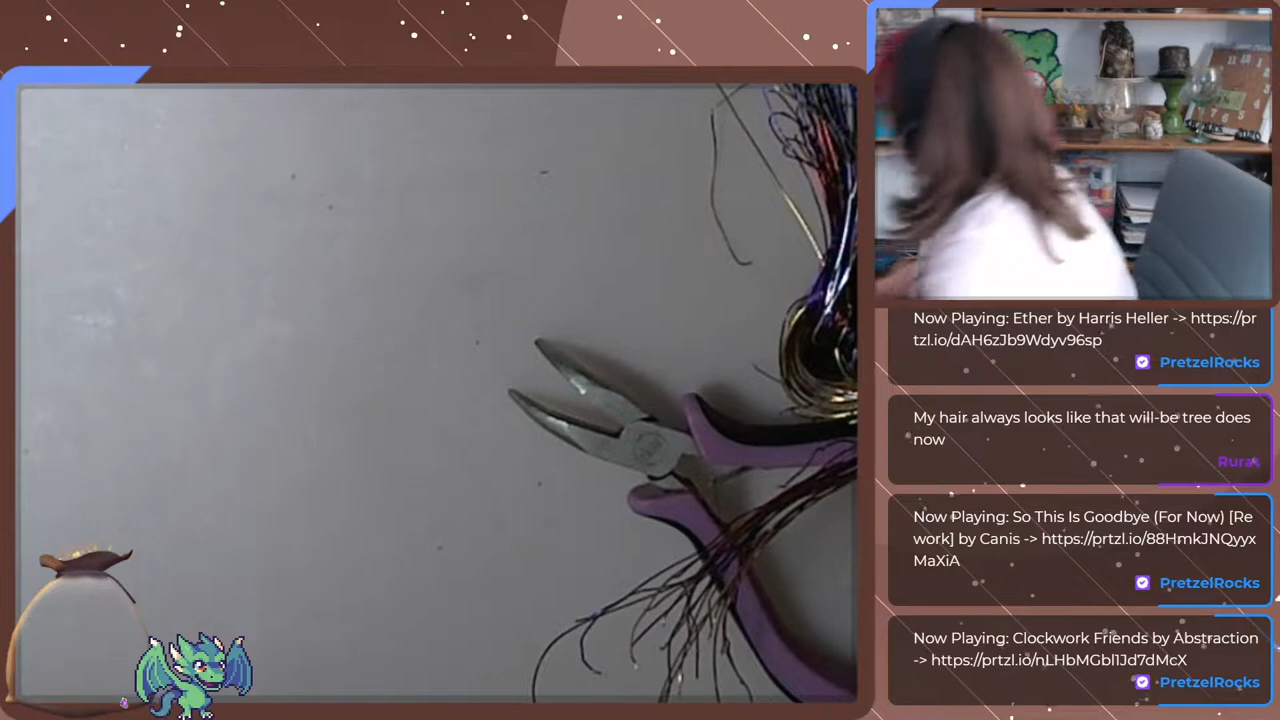 Now Playing: Ether by Harris Heller -> https://pr
tzl.io/dAH6zJb9Wdyv96sp
PretzelRocks
My hair always looks like that will-be tree does
now
Rurat
Now Playing: So This Is Goodbye (For Now) [Re
work] by Canis -> https://prtzl.io/88HmkJNQyyx
MaXiA
PretzelRocks
Now Playing: Clockwork Friends by Abstraction
-> https://prtzl.io/nLHbMGbl1Jd7dMcX
PretzelRocks